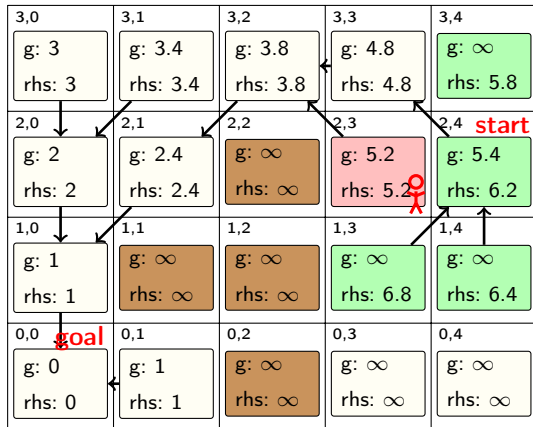 3,0 3,1 3,2 3,3 3,4
g: 3 g: 3.4 g: 3.8 g: 4.8 g: ∞
rhs: 3 rhs: 3.4 rhs: 3.8 rhs: 4.8 rhs: 5.8
2,0 2,1 2,2 2,3 2,4 start
g: 2 g: 2.4 g: ∞ g: 5.2 g: 5.4
rhs: 2 rhs: 2.4 rhs: ∞ rhs: 5.2 rhs: 6.2
1,0 1,1 1,2 1,3 1,4
g: 1 g: ∞ g: ∞ g: ∞ g: ∞
rhs: 1 rhs: ∞ rhs: ∞ rhs: 6.8 rhs: 6.4
0,0 goal 0,1 0,2 0,3 0,4
g: 0 g: 1 g: ∞ g: ∞ g: ∞
rhs: 0 rhs: 1 rhs: ∞ rhs: ∞ rhs: ∞